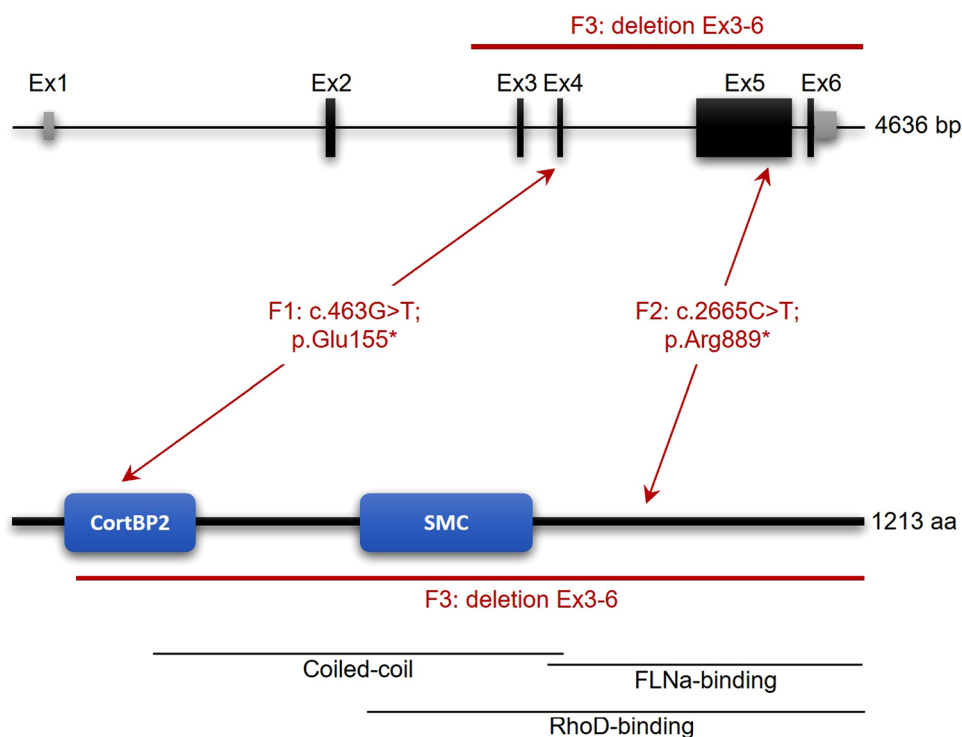 F3: deletion Ex3-6
Ex1
Ex2
Ex3
Ex4
Ex5
Ex6
4636 bp
F1: c.463G>T;
p.Glu155*
F2: c.2665C>T;
p.Arg889*
CortBP2
SMC
1213 aa
F3: deletion Ex3-6
Coiled-coil
FLNa-binding
RhoD-binding